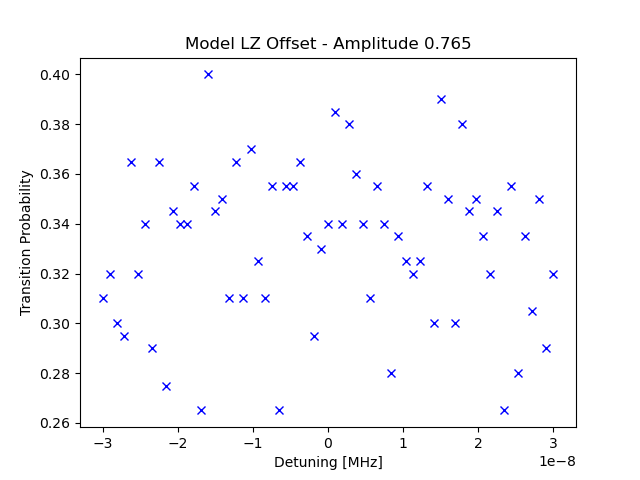 Model LZ Offset - Amplitude 0.765
0.40
0.38
0.36
0.34
0.32
0.30
0.28
0.26
Transition Probability
−3 −2 −1 0 1 2 3
1e−8
Detuning [MHz]